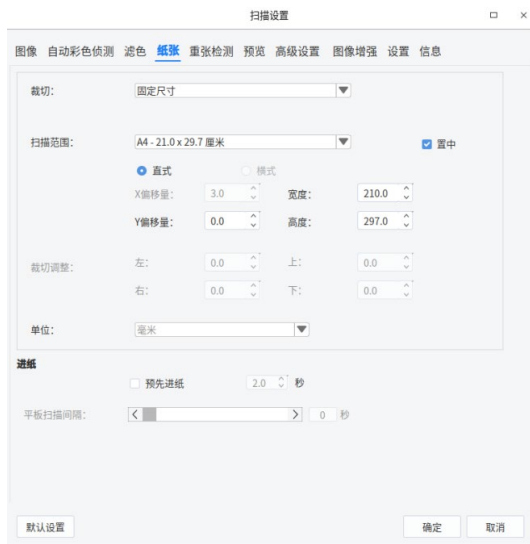 扫描设置
图像 自动彩色侦测 滤色 纸张 重张检测 预览 高级设置 图像增强 设置 信息
裁切： 固定尺寸
扫描范围： A4 - 21.0 x 29.7 厘米 置中
直式 横式
X偏移量： 3.0 宽度： 210.0
Y偏移量： 0.0 高度： 297.0
裁切调整： 左： 0.0 上： 0.0
右： 0.0 下： 0.0
单位： 毫米
进纸
预先进纸 2.0 秒
平板扫描间隔： 0 秒
默认设置 确定 取消